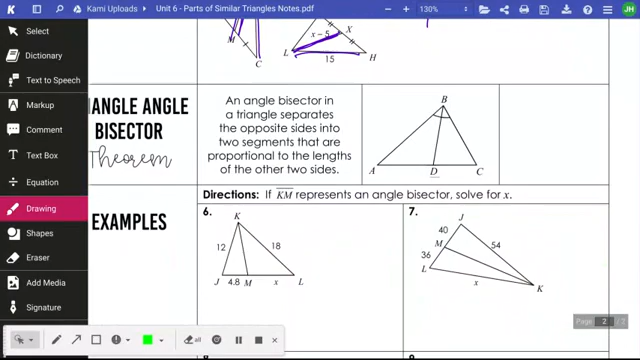 Kami Uploads ▸ Unit 6 - Parts of Similar Triangles Notes.pdf
130%
JH
Select
Dictionary
Text to Speech
Markup
Comment
Text Box
Equation
Drawing
Shapes
Eraser
Add Media
Signature
M
C
L
x – 5
X
15
H
RIANGLE ANGLE
BISECTOR
Theorem
An angle bisector in
a triangle separates
the opposite sides into
two segments that are
proportional to the lengths
of the other two sides.
B
A
D
C
Directions: If KM represents an angle bisector, solve for x.
EXAMPLES
6.
K
12
18
J
4.8
M
x
L
7.
J
40
M
54
36
L
x
K
all
Page 2 / 7